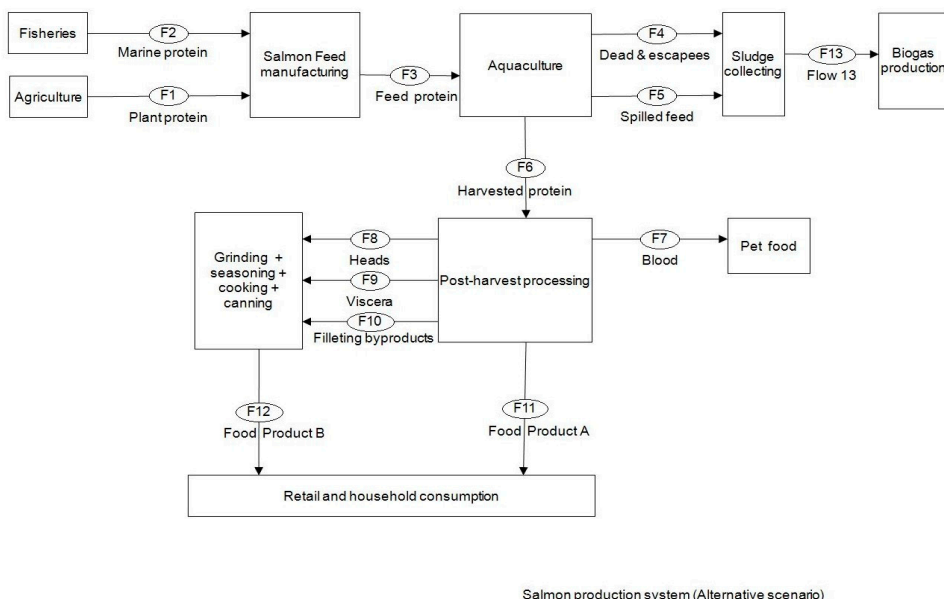 Fisheries
F2
Marine protein
Agriculture
F1
Plant protein
Salmon Feed
manufacturing
F3
Feed protein
Aquaculture
F4
Dead & escapees
F5
Spilled feed
Sludge
collecting
F13
Flow 13
Biogas
production
F6
Harvested protein
Grinding +
seasoning +
cooking +
canning
F8
Heads
F9
Viscera
F10
Filleting byproducts
Post-harvest processing
F7
Blood
Pet food
F12
Food Product B
F11
Food Product A
Retail and household consumption
Salmon production system (Alternative scenario)